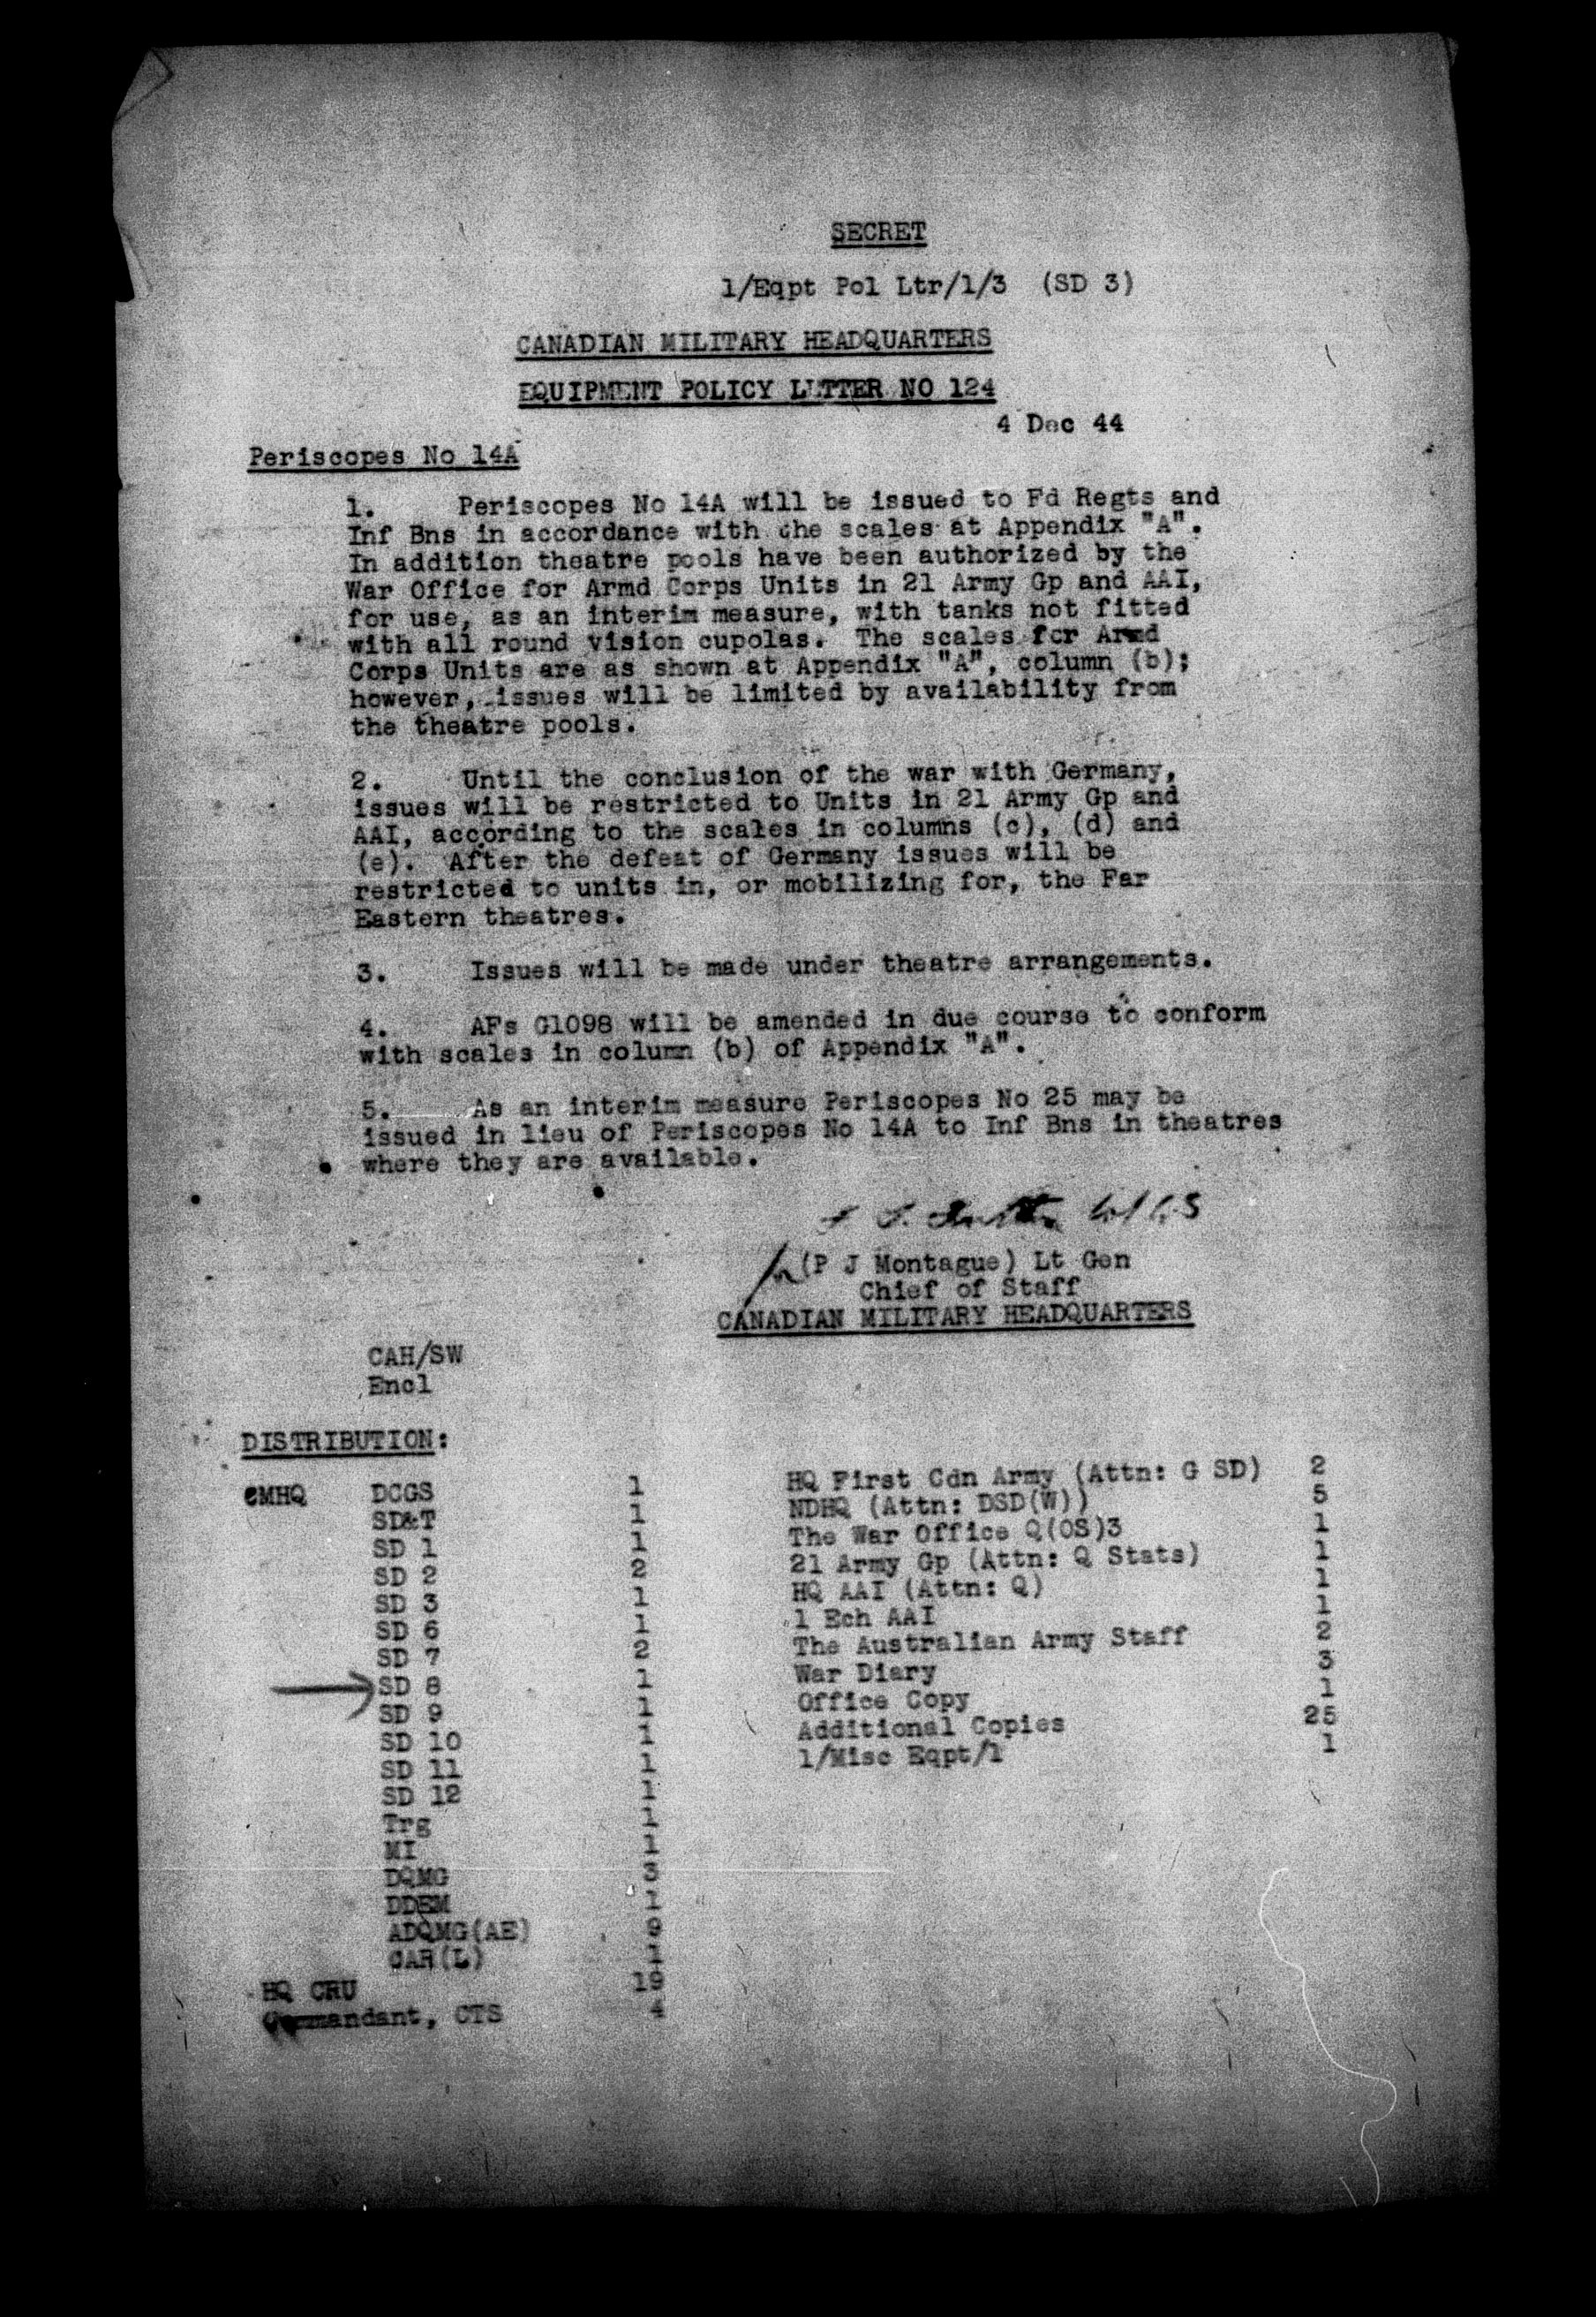 SECRET
1/Eqpt Pol Ltr/1/3 (SD 3)
CANADIAN MILITARY HEADQUARTERS
EQUIPMENT POLICY LETTER NO 124
4 Dec 44
Periscopes No 14A
1. Periscopes No 14A will be issued to Fd Regts and
Inf Bns in accordance with the scales at Appendix "A".
In addition theatre pools have been authorized by the
War Office for Armd Corps Units in 21 Army Gp and AAI,
for use, as an interim measure, with tanks not fitted
with all round vision cupolas. The scales for Armd
Corps Units are as shown at Appendix "A", column (b);
however, issues will be limited by availability from
the theatre pools.
2. Until the conclusion of the war with Germany,
issues will be restricted to Units in 21 Army Gp and
AAI, according to the scales in columns (c), (d) and
(e). After the defeat of Germany issues will be
restricted to units in, or mobilizing for, the Far
Eastern theatres.
3. Issues will be made under theatre arrangements.
4. AFs G1098 will be amended in due course to conform
with scales in column (b) of Appendix "A".
5. As an interim measure Periscopes No 25 may be
issued in lieu of Periscopes No 14A to Inf Bns in theatres
where they are available.
(P J Montague) Lt Gen
Chief of Staff
CANADIAN MILITARY HEADQUARTERS
CAH/SW
Encl
DISTRIBUTION:
CMHQ DCGS 1
SD&T 1
SD 1 1
SD 2 2
SD 3 1
SD 6 1
SD 7 2
SD 8 1
SD 9 1
SD 10 1
SD 11 1
SD 12 1
Trg 1
MI 1
DQMG 3
DDEM 1
ADQMG(AE) 9
CAR(L) 1
HQ CRU 19
Commandant, CTS 4
HQ First Cdn Army (Attn: G SD) 2
NDHQ (Attn: DSD(W)) 5
The War Office Q(OS)3 1
21 Army Gp (Attn: Q Stats) 1
HQ AAI (Attn: Q) 1
1 Ech AAI 1
The Australian Army Staff 2
War Diary 3
Office Copy 1
Additional Copies 25
1/Misc Eqpt/1 1